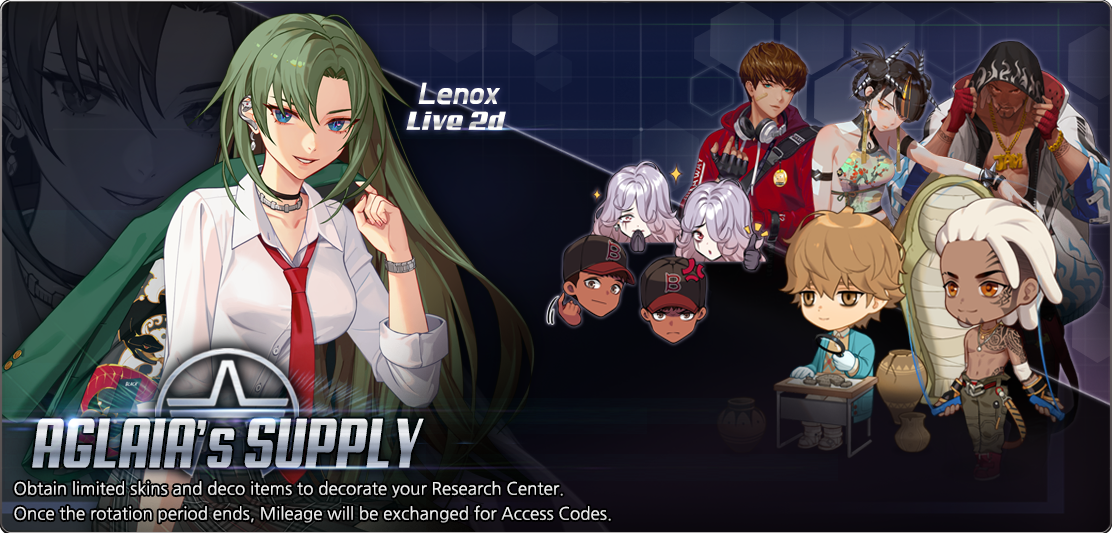 Lenox
Live 2d
AGLAIA's SUPPLY
Obtain limited skins and deco items to decorate your Research Center.
Once the rotation period ends, Mileage will be exchanged for Access Codes.
B
B